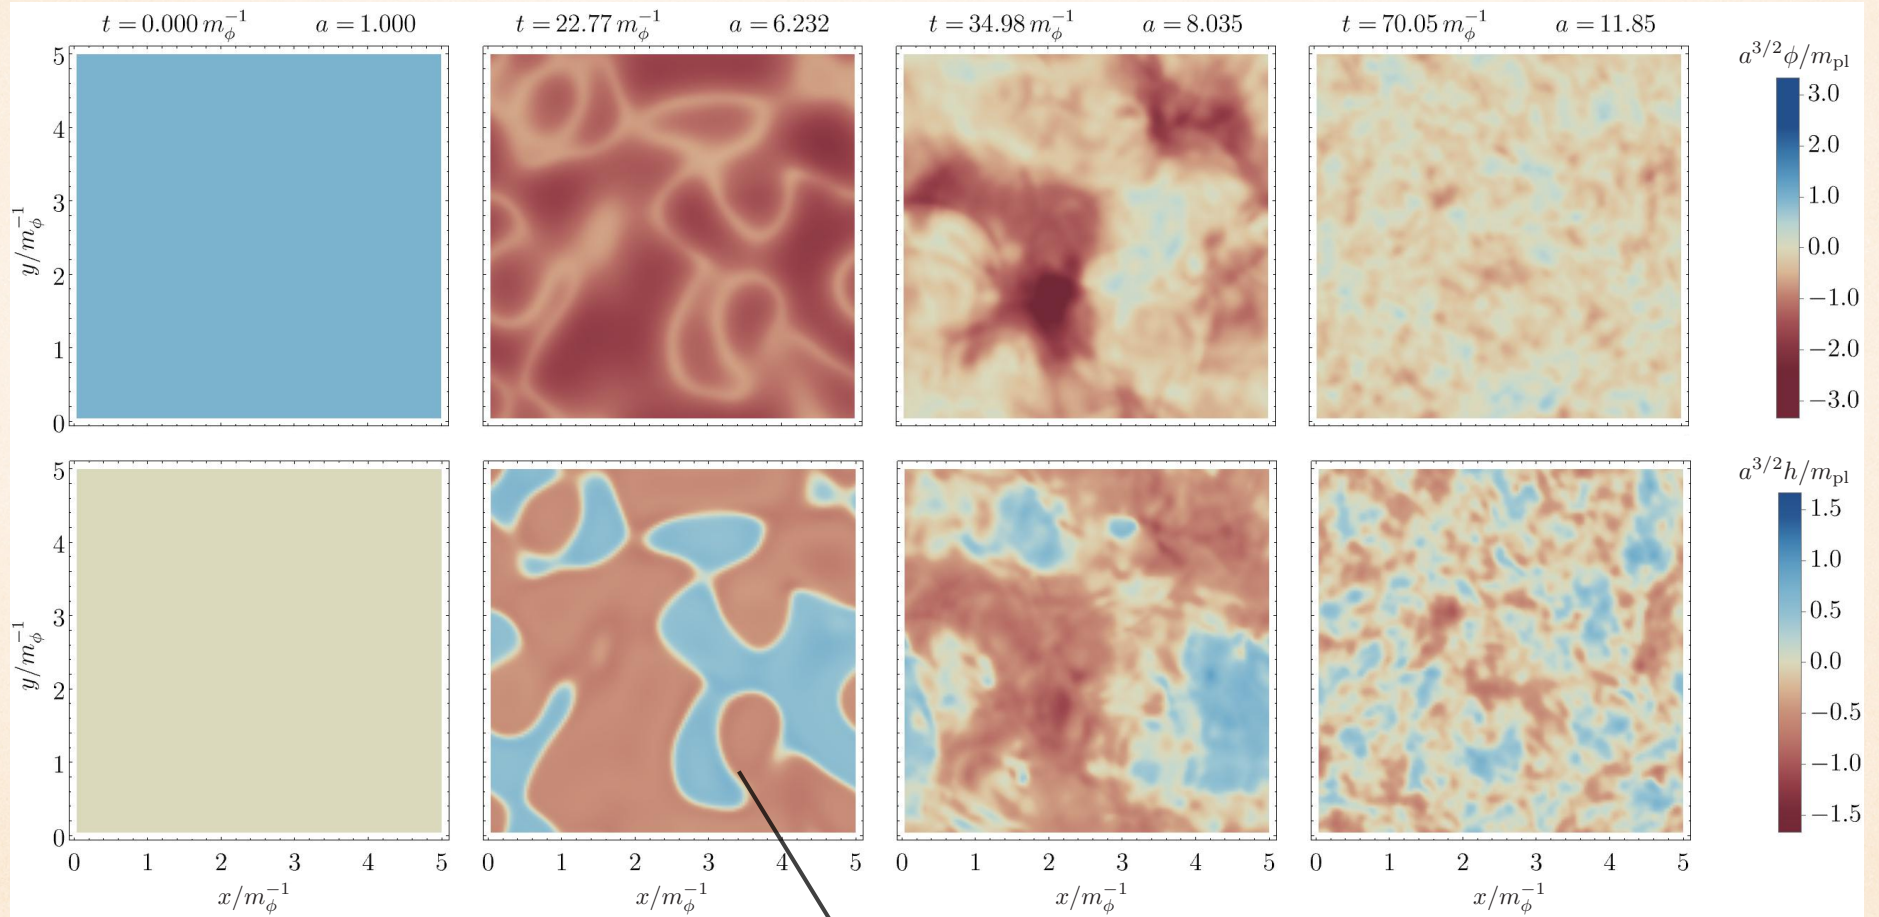 t = 0.000 m_ϕ^{-1} a = 1.000
t = 22.77 m_ϕ^{-1} a = 6.232
t = 34.98 m_ϕ^{-1} a = 8.035
t = 70.05 m_ϕ^{-1} a = 11.85
5
4
3
2
1
0
y/m_ϕ^{-1}
a^{3/2}ϕ/m_{pl}
3.0
2.0
1.0
0.0
−1.0
−2.0
−3.0
5
4
3
2
1
0
y/m_ϕ^{-1}
0 1 2 3 4 5
x/m_ϕ^{-1}
0 1 2 3 4 5
x/m_ϕ^{-1}
0 1 2 3 4 5
x/m_ϕ^{-1}
0 1 2 3 4 5
x/m_ϕ^{-1}
a^{3/2}h/m_{pl}
1.5
1.0
0.5
0.0
−0.5
−1.0
−1.5